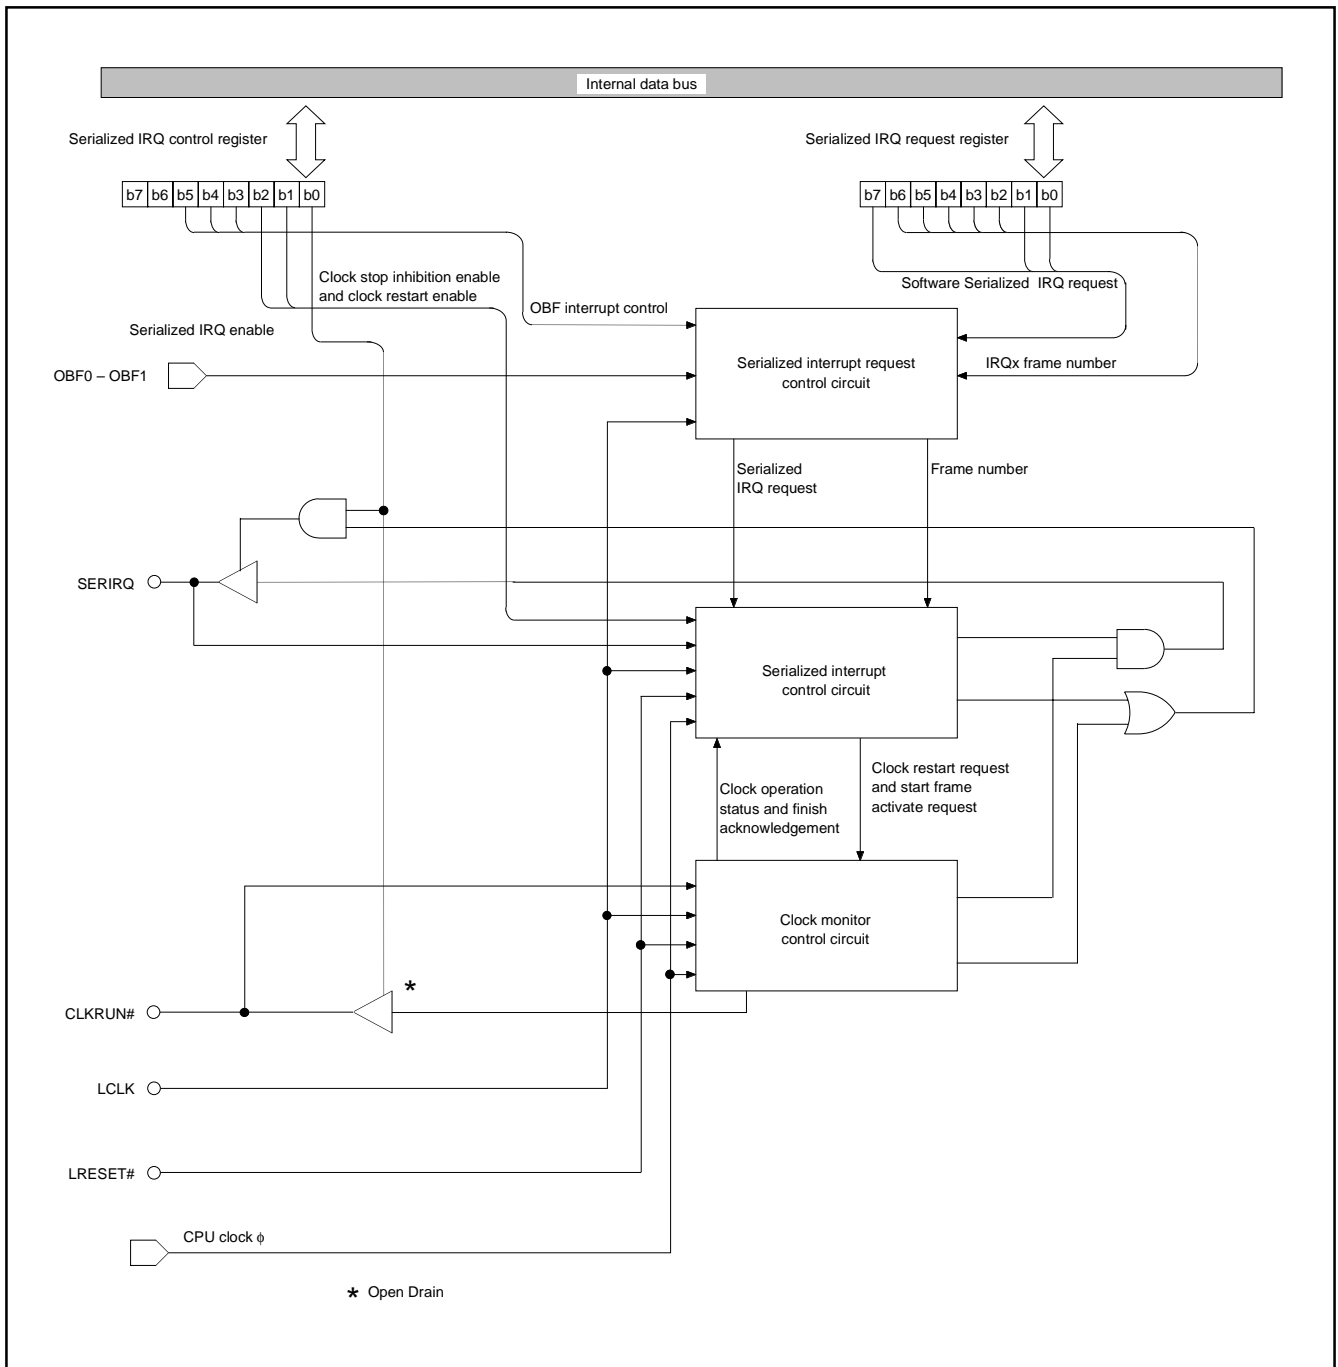 Internal data bus
Serialized IRQ control register
Serialized IRQ request register
b7 b6 b5 b4 b3 b2 b1 b0
b7 b6 b5 b4 b3 b2 b1 b0
Clock stop inhibition enable
and clock restart enable
Software Serialized IRQ request
OBF interrupt control
Serialized IRQ enable
Serialized interrupt request
control circuit
IRQx frame number
OBF0 – OBF1
Serialized
IRQ request
Frame number
SERIRQ
Serialized interrupt
control circuit
Clock operation
status and finish
acknowledgement
Clock restart request
and start frame
activate request
Clock monitor
control circuit
*
CLKRUN#
LCLK
LRESET#
CPU clock ϕ
* Open Drain